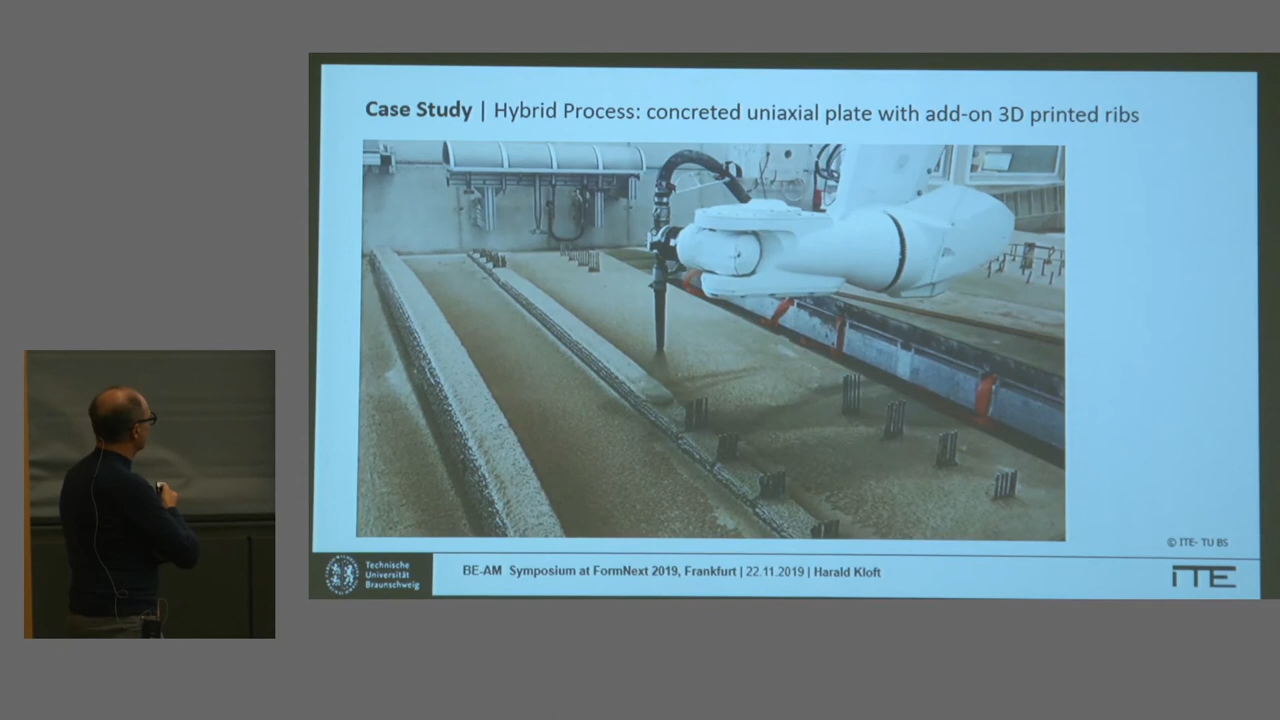 Case Study | Hybrid Process: concreted uniaxial plate with add-on 3D printed ribs
© ITE- TU BS
Technische
Universität
Braunschweig
BE-AM Symposium at FormNext 2019, Frankfurt | 22.11.2019 | Harald Kloft
iTE